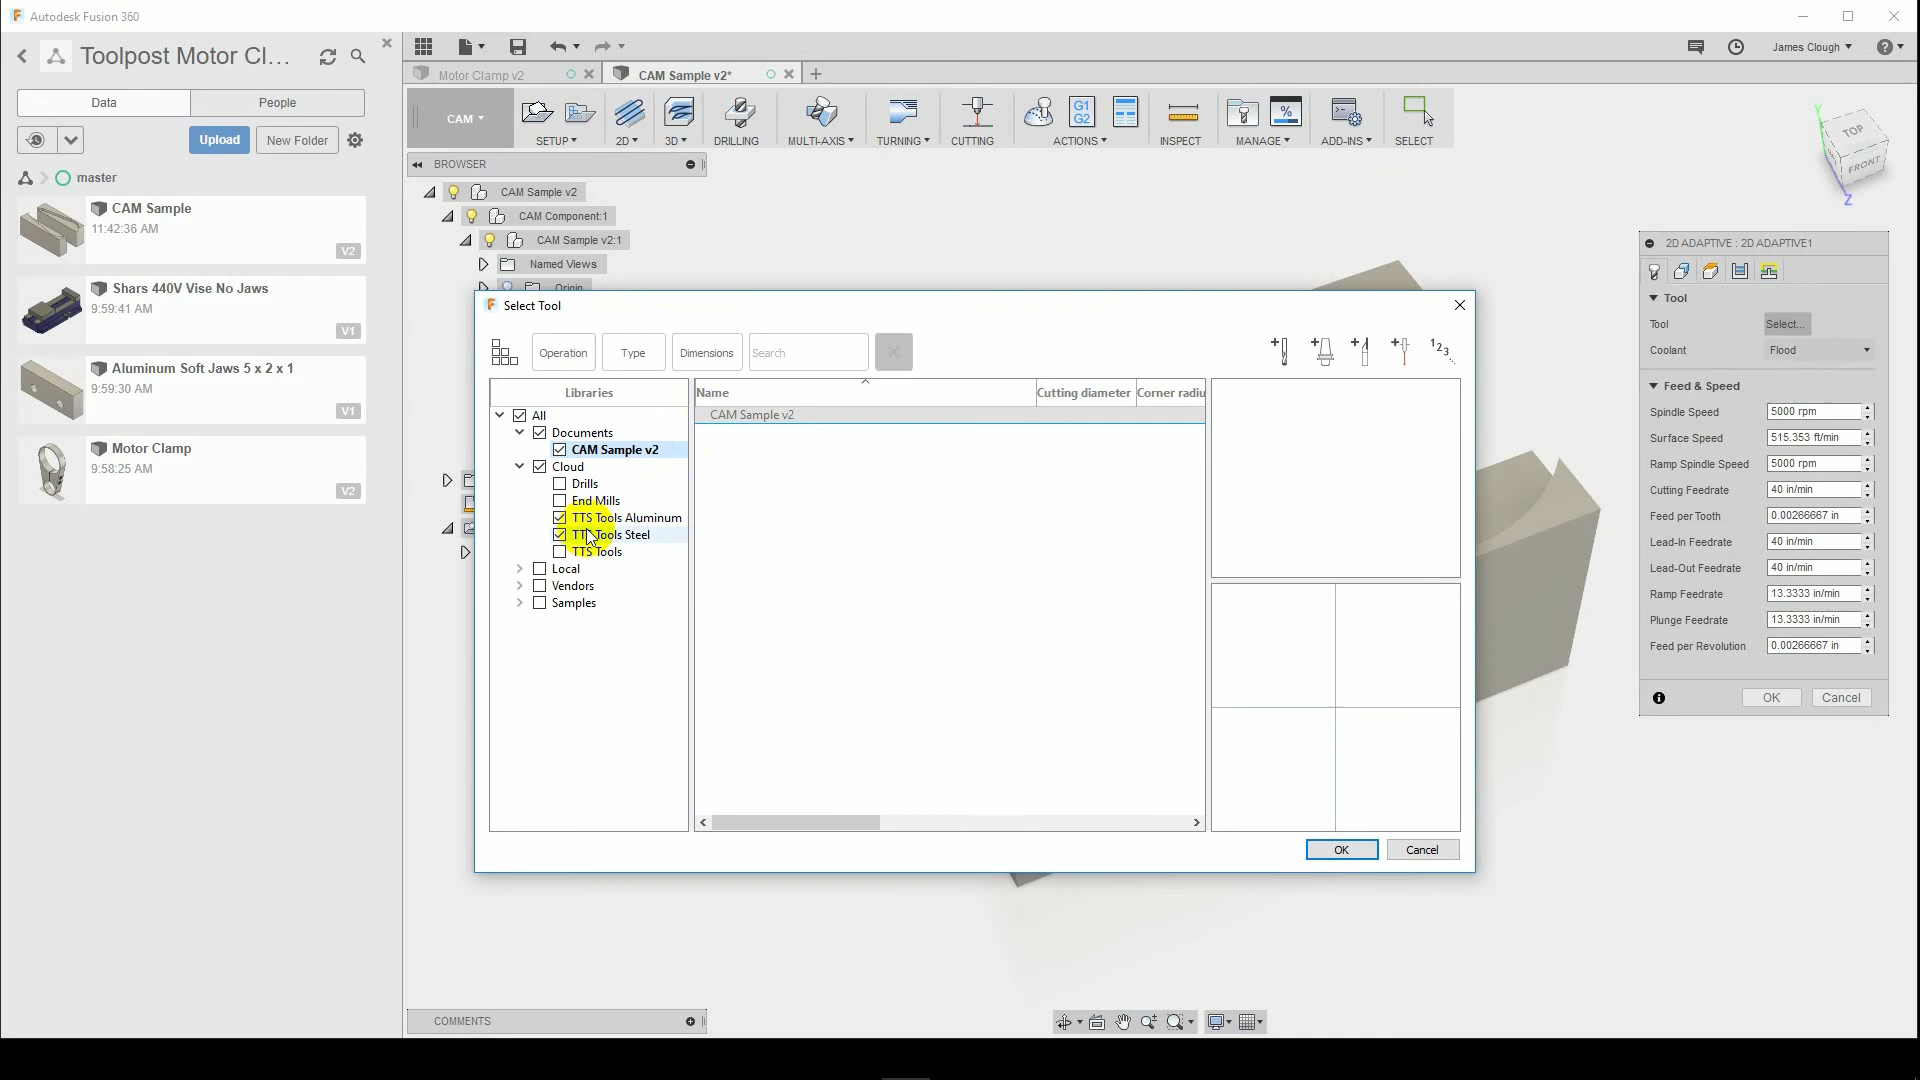 Autodesk Fusion 360
Toolpost Motor Cl...
Data
People
Upload
New Folder
master
CAM Sample
11:42:36 AM
V2
Shars 440V Vise No Jaws
9:59:41 AM
V1
Aluminum Soft Jaws 5 x 2 x 1
9:59:30 AM
V1
Motor Clamp
9:58:25 AM
V2
James Clough
Motor Clamp v2
CAM Sample v2*
CAM
SETUP
2D
3D
DRILLING
MULTI-AXIS
TURNING
CUTTING
G1
G2
ACTIONS
INSPECT
%
MANAGE
ADD-INS
SELECT
Y
TOP
FRONT
Z
BROWSER
CAM Sample v2
CAM Component:1
CAM Sample v2:1
Named Views
Origin
Select Tool
Operation
Type
Dimensions
Search
1 2 3
Libraries
All
Documents
CAM Sample v2
Cloud
Drills
End Mills
TTS Tools Aluminum
TTS Tools Steel
TTS Tools
Local
Vendors
Samples
Name
Cutting diameter
Corner radiu
CAM Sample v2
OK
Cancel
2D ADAPTIVE : 2D ADAPTIVE1
Tool
Tool
Select...
Coolant
Flood
Feed & Speed
Spindle Speed
5000 rpm
Surface Speed
515.353 ft/min
Ramp Spindle Speed
5000 rpm
Cutting Feedrate
40 in/min
Feed per Tooth
0.00266667 in
Lead-In Feedrate
40 in/min
Lead-Out Feedrate
40 in/min
Ramp Feedrate
13.3333 in/min
Plunge Feedrate
13.3333 in/min
Feed per Revolution
0.00266667 in
OK
Cancel
COMMENTS